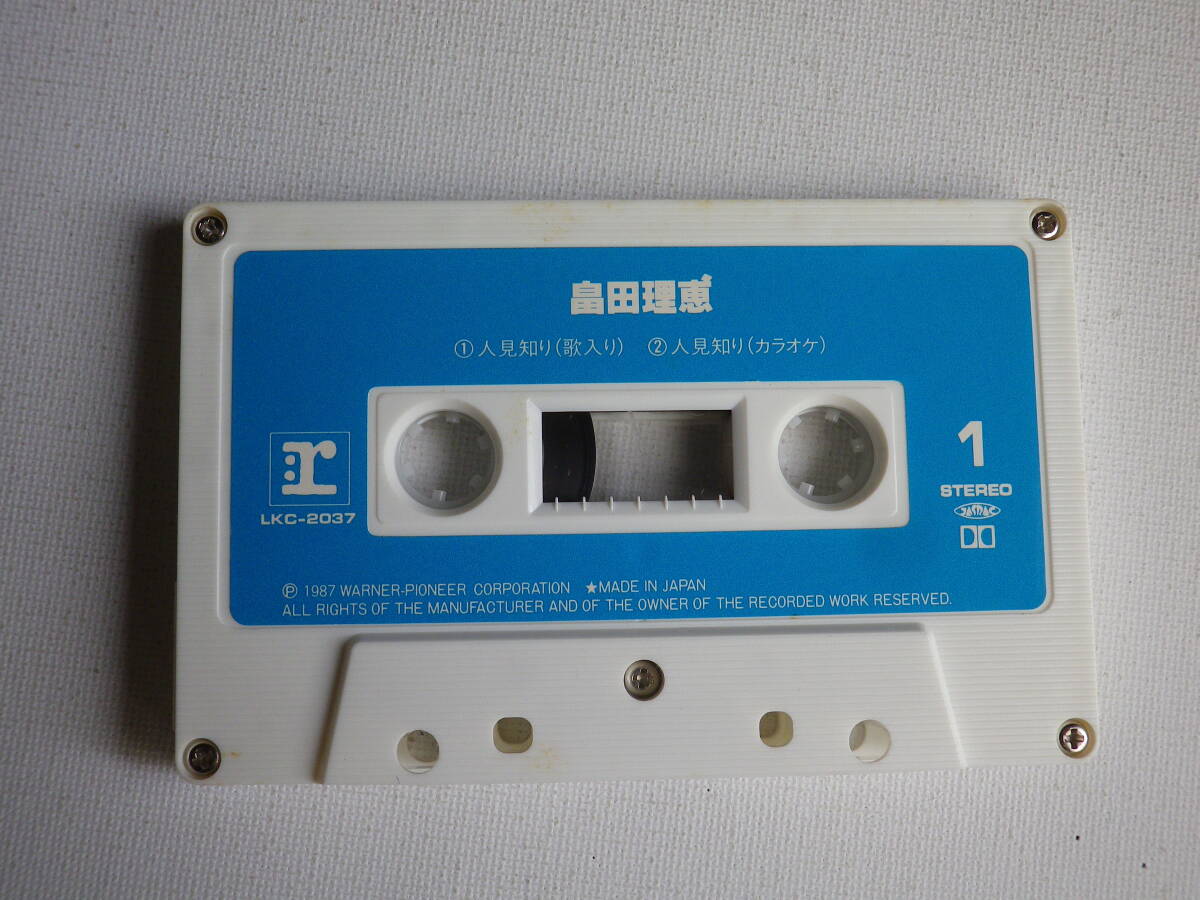 畠田理恵
①人見知り(歌入り) ②人見知り(カラオケ)
r
LKC-2037
1
STEREO
JASRAC
Ⓟ 1987 WARNER-PIONEER CORPORATION ★MADE IN JAPAN
ALL RIGHTS OF THE MANUFACTURER AND OF THE OWNER OF THE RECORDED WORK RESERVED.